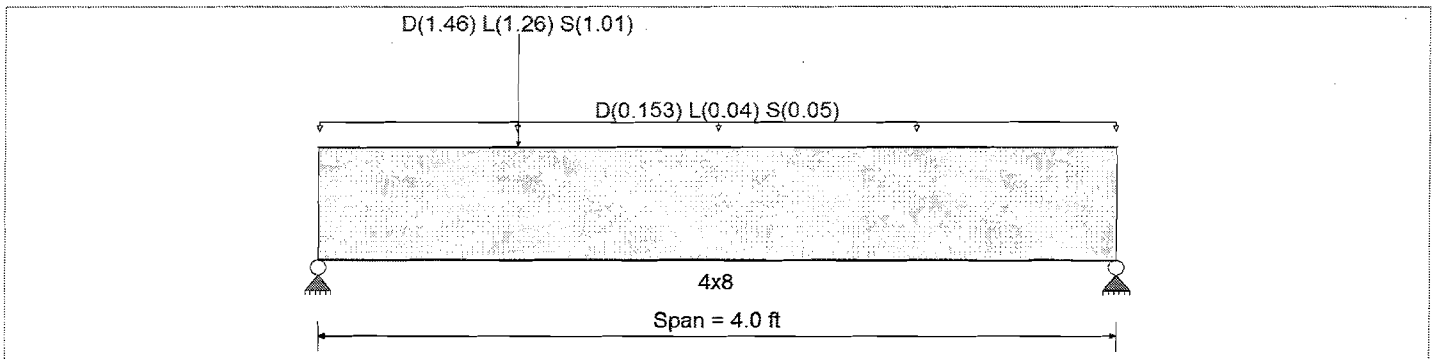 D(1.46) L(1.26) S(1.01)
D(0.153) L(0.04) S(0.05)
4x8
Span = 4.0 ft